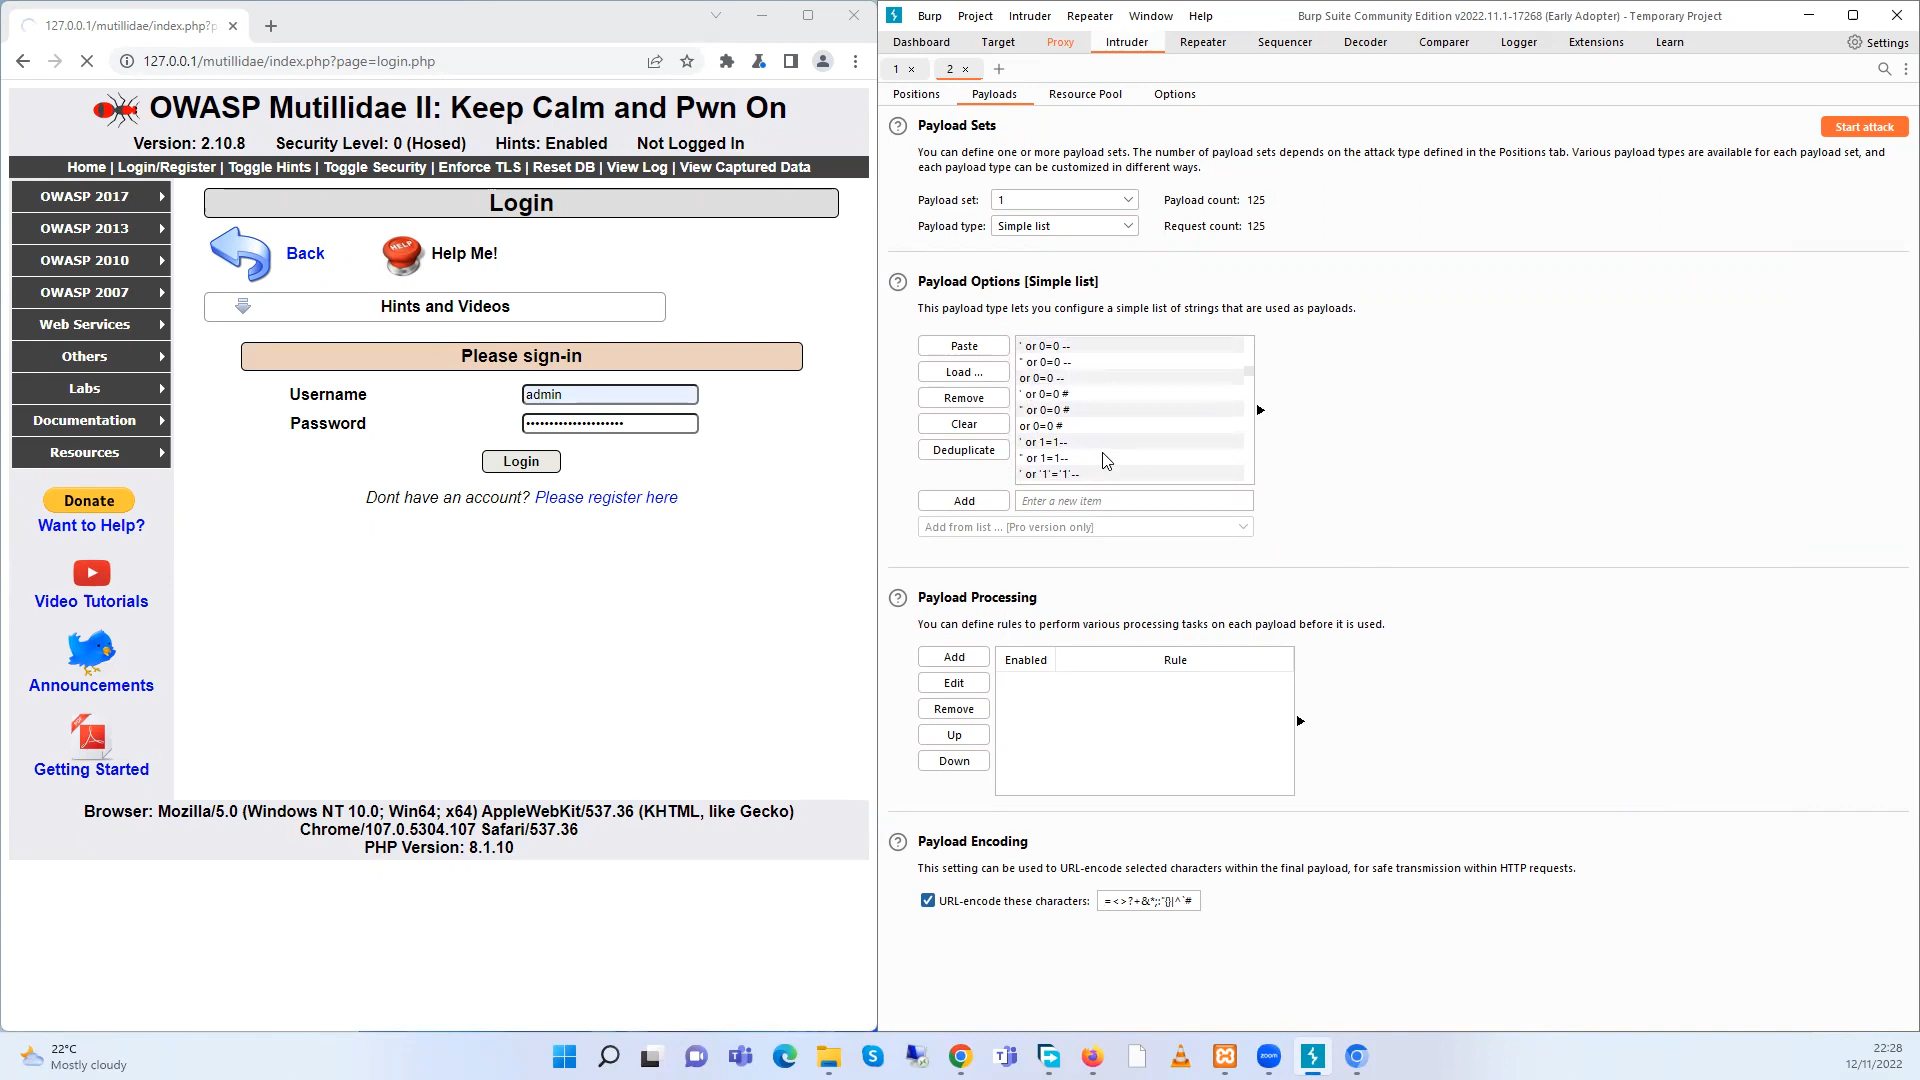 127.0.0.1/mutillidae/index.php?p
127.0.0.1/mutillidae/index.php?page=login.php
OWASP Mutillidae II: Keep Calm and Pwn On
Version: 2.10.8 Security Level: 0 (Hosed) Hints: Enabled Not Logged In
Home | Login/Register | Toggle Hints | Toggle Security | Enforce TLS | Reset DB | View Log | View Captured Data
OWASP 2017
OWASP 2013
OWASP 2010
OWASP 2007
Web Services
Others
Labs
Documentation
Resources
Donate
Want to Help?
Video Tutorials
Announcements
PDF
Getting Started
Login
Back
HELP
Help Me!
Hints and Videos
Please sign-in
Username admin
Password •••••••••••••••••••••
Login
Dont have an account? Please register here
Browser: Mozilla/5.0 (Windows NT 10.0; Win64; x64) AppleWebKit/537.36 (KHTML, like Gecko)
Chrome/107.0.5304.107 Safari/537.36
PHP Version: 8.1.10
Burp Project Intruder Repeater Window Help
Burp Suite Community Edition v2022.11.1-17268 (Early Adopter) - Temporary Project
Dashboard Target Proxy Intruder Repeater Sequencer Decoder Comparer Logger Extensions Learn Settings
1 × 2 × +
Positions Payloads Resource Pool Options
Payload Sets
Start attack
You can define one or more payload sets. The number of payload sets depends on the attack type defined in the Positions tab. Various payload types are available for each payload set, and
each payload type can be customized in different ways.
Payload set: 1 Payload count: 125
Payload type: Simple list Request count: 125
Payload Options [Simple list]
This payload type lets you configure a simple list of strings that are used as payloads.
Paste
Load ...
Remove
Clear
Deduplicate
' or 0=0 --
" or 0=0 --
or 0=0 --
' or 0=0 #
" or 0=0 #
or 0=0 #
' or 1=1--
" or 1=1--
' or '1'='1'--
Add Enter a new item
Add from list ... [Pro version only]
Payload Processing
You can define rules to perform various processing tasks on each payload before it is used.
Add
Edit
Remove
Up
Down
Enabled Rule
Payload Encoding
This setting can be used to URL-encode selected characters within the final payload, for safe transmission within HTTP requests.
URL-encode these characters: =<>?+&*;:"{}|^`#
22°C
Mostly cloudy
zoom
22:28
12/11/2022